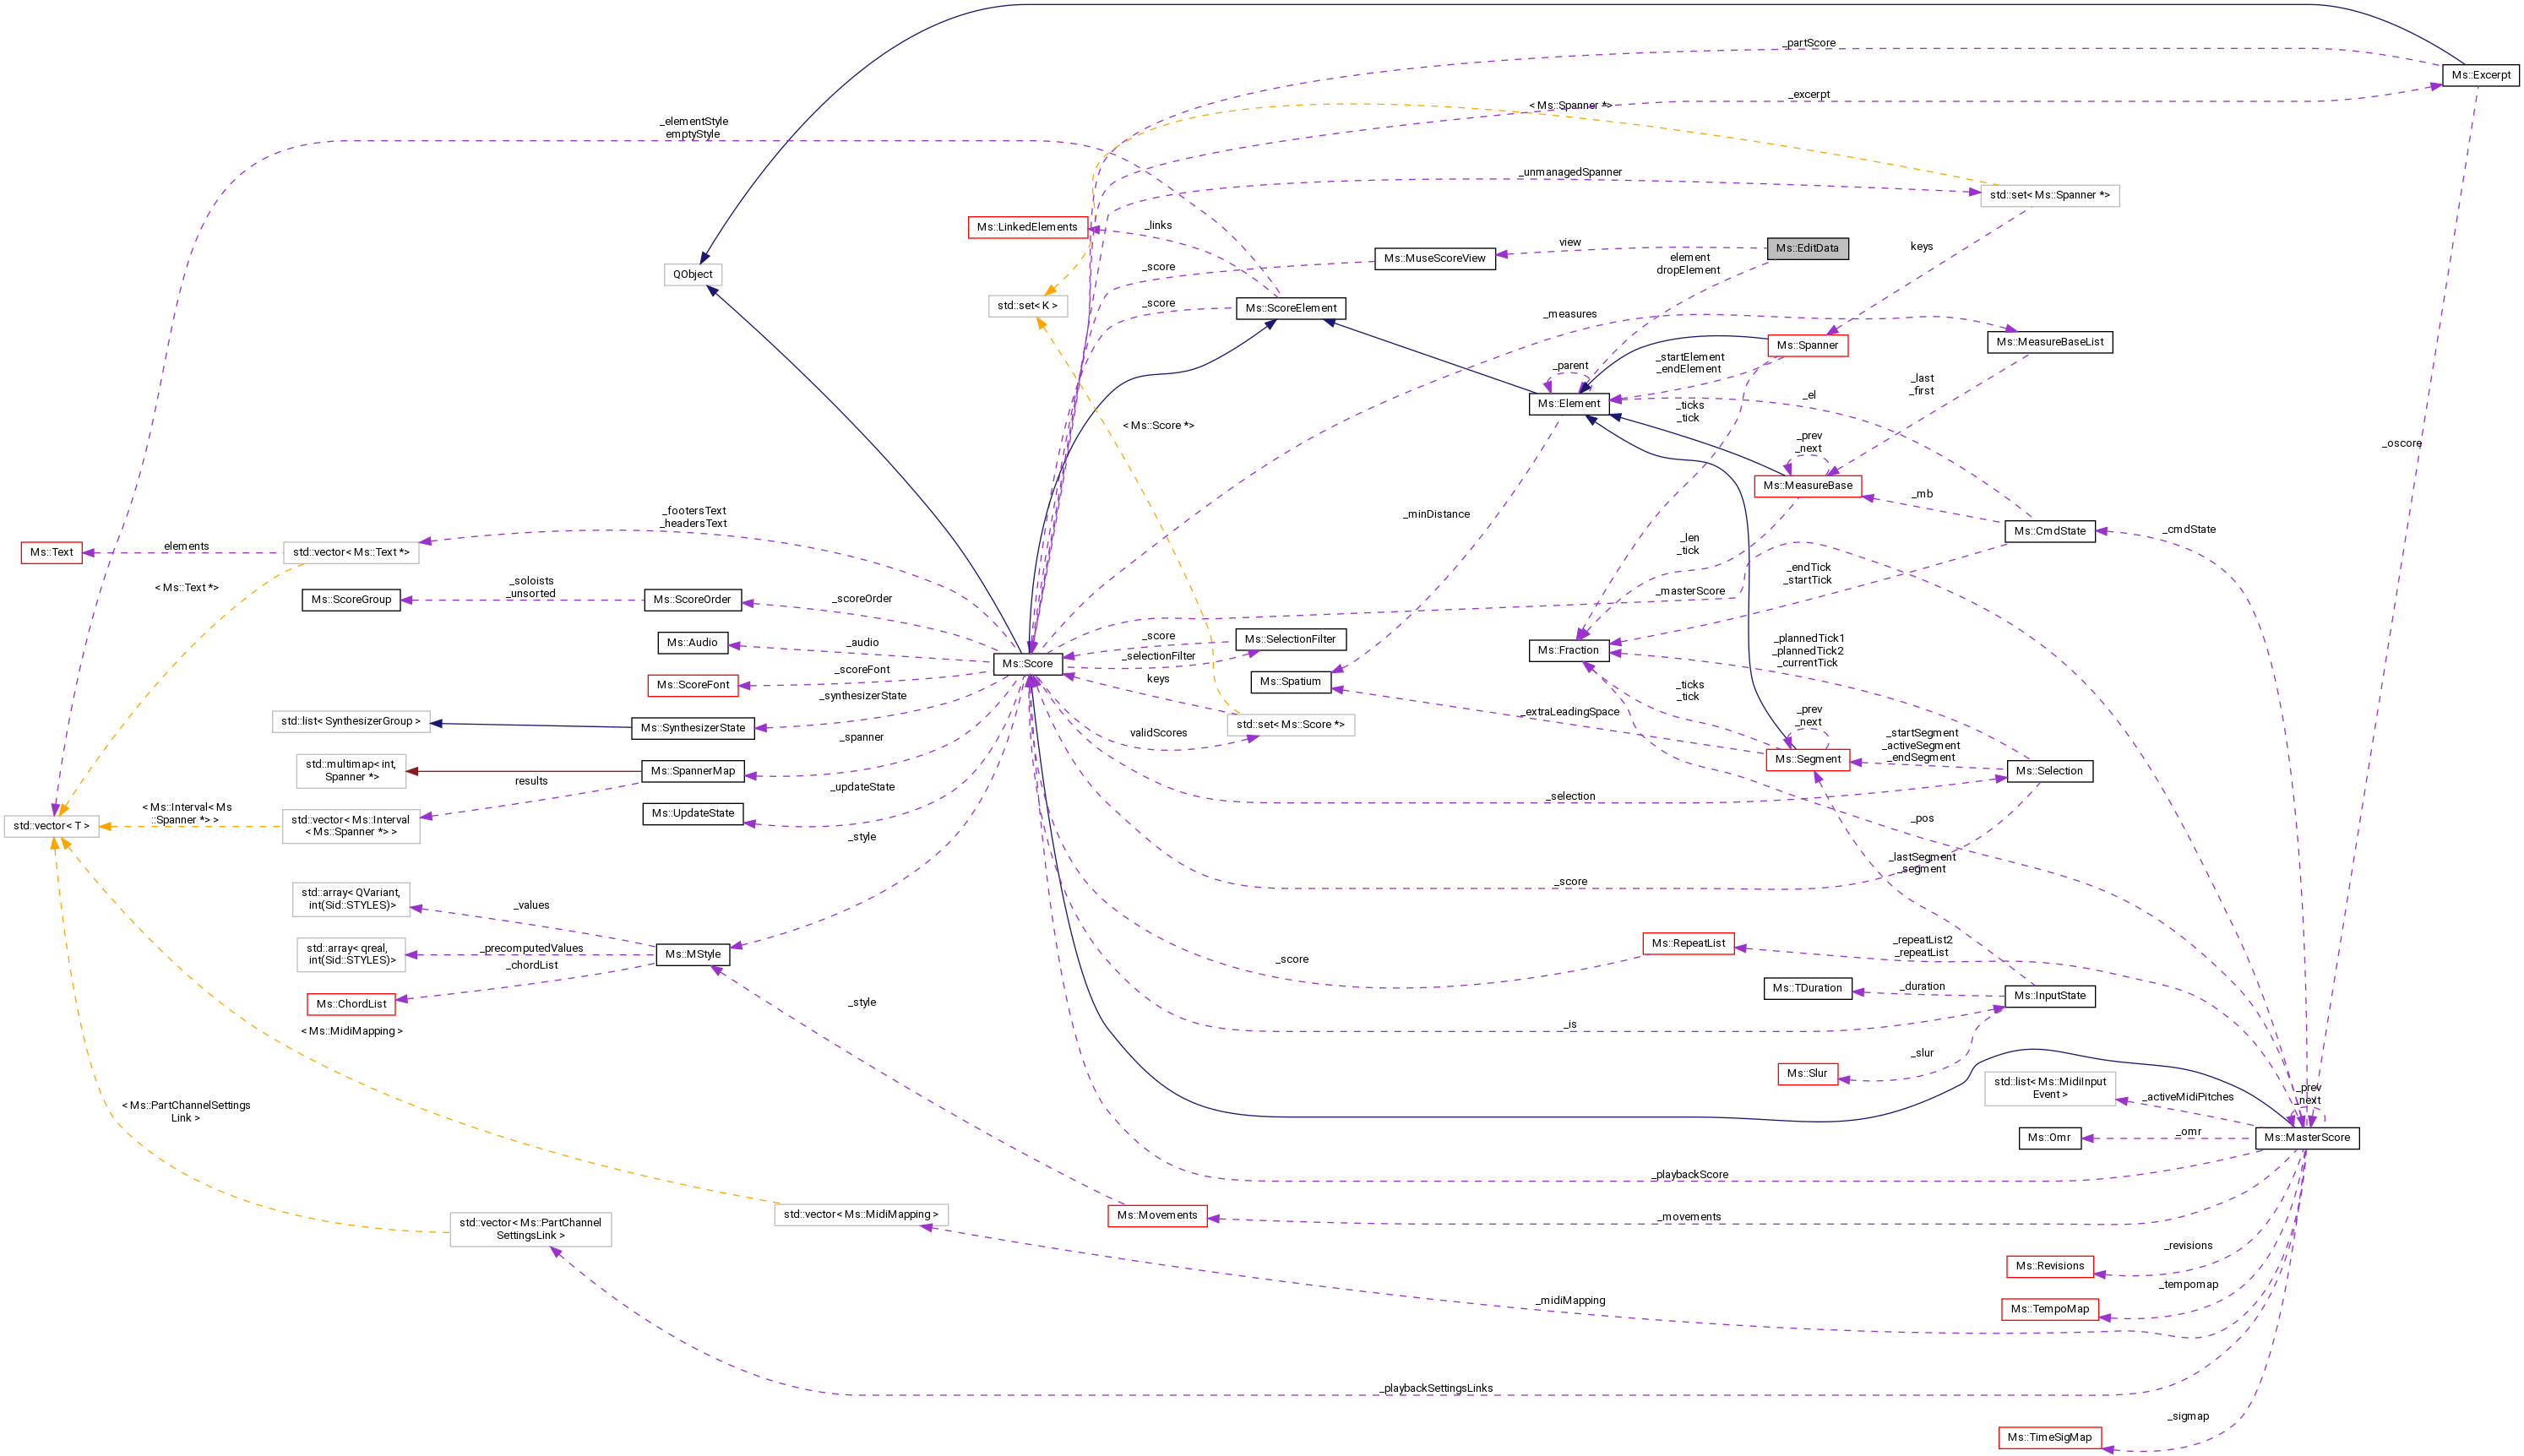 _partScore
Ms::Excerpt
_excerpt
< Ms::Spanner *>
_elementStyle
emptyStyle
_unmanagedSpanner
std::set< Ms::Spanner *>
Ms::LinkedElements
_links
view
Ms::EditData
keys
element
dropElement
Ms::MuseScoreView
_score
QObject
std::set< K >
_score
Ms::ScoreElement
_measures
Ms::Spanner
Ms::MeasureBaseList
_startElement
_endElement
_parent
_last
_first
_el
Ms::Element
_ticks
_tick
< Ms::Score *>
_prev
_next
_oscore
Ms::MeasureBase
_mb
_footersText
_headersText
_minDistance
Ms::CmdState
_cmdState
Ms::Text
elements
std::vector< Ms::Text *>
_len
_tick
_endTick
_startTick
< Ms::Text *>
_soloists
_unsorted
Ms::ScoreGroup
Ms::ScoreOrder
_scoreOrder
_masterScore
Ms::Audio
_audio
_score
Ms::SelectionFilter
_plannedTick1
_plannedTick2
_currentTick
Ms::Fraction
Ms::Score
_selectionFilter
Ms::ScoreFont
_scoreFont
keys
Ms::Spatium
_ticks
_tick
_synthesizerState
_extraLeadingSpace
_prev
_next
std::list< SynthesizerGroup >
Ms::SynthesizerState
std::set< Ms::Score *>
validScores
_spanner
_startSegment
_activeSegment
_endSegment
Ms::Segment
std::multimap< int,
Spanner *>
Ms::SpannerMap
Ms::Selection
results
_updateState
_selection
< Ms::Interval< Ms
::Spanner *> >
std::vector< T >
std::vector< Ms::Interval
< Ms::Spanner *> >
Ms::UpdateState
_pos
_style
_lastSegment
_segment
_score
std::array< QVariant,
int(Sid::STYLES)>
_values
Ms::RepeatList
_repeatList2
_repeatList
std::array< qreal,
int(Sid::STYLES)>
_precomputedValues
Ms::MStyle
_score
_chordList
Ms::ChordList
_style
Ms::TDuration
_duration
Ms::InputState
_is
< Ms::MidiMapping >
_slur
Ms::Slur
std::list< Ms::MidiInput
Event >
_prev
_next
_activeMidiPitches
< Ms::PartChannelSettings
Link >
Ms::Omr
_omr
Ms::MasterScore
_playbackScore
std::vector< Ms::PartChannel
SettingsLink >
std::vector< Ms::MidiMapping >
Ms::Movements
_movements
_revisions
Ms::Revisions
_tempomap
_midiMapping
Ms::TempoMap
_playbackSettingsLinks
_sigmap
Ms::TimeSigMap